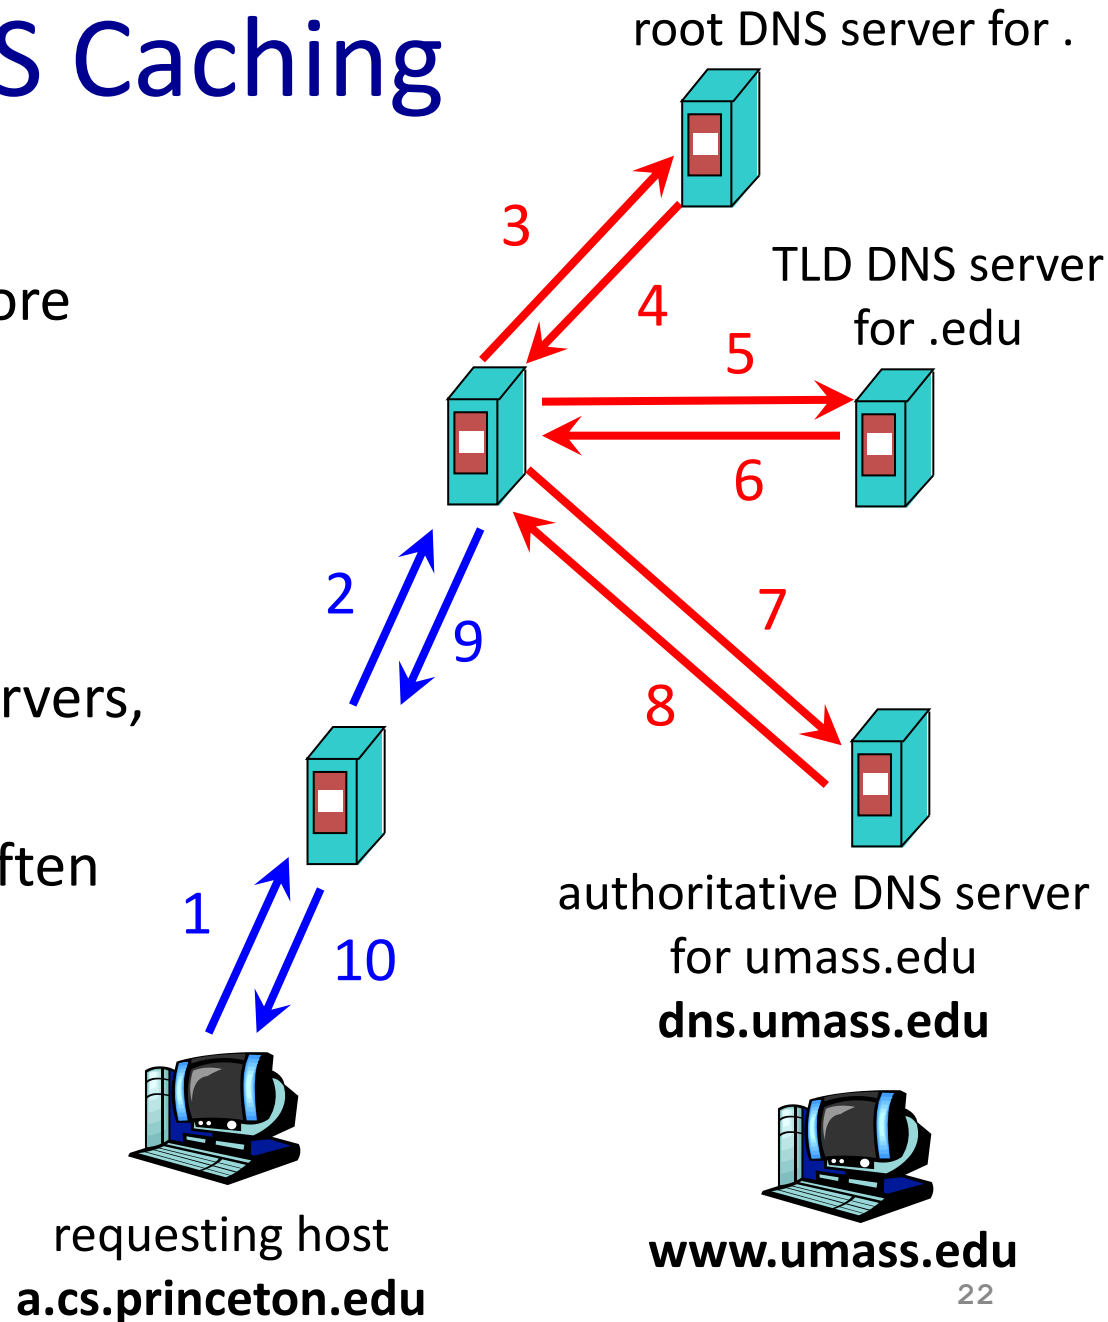 S Caching
root DNS server for .
3
4
TLD DNS server
for .edu
ore
5
6
2
9
7
8
rvers,
ften
1
10
authoritative DNS server
for umass.edu
dns.umass.edu
requesting host
a.cs.princeton.edu
www.umass.edu
22